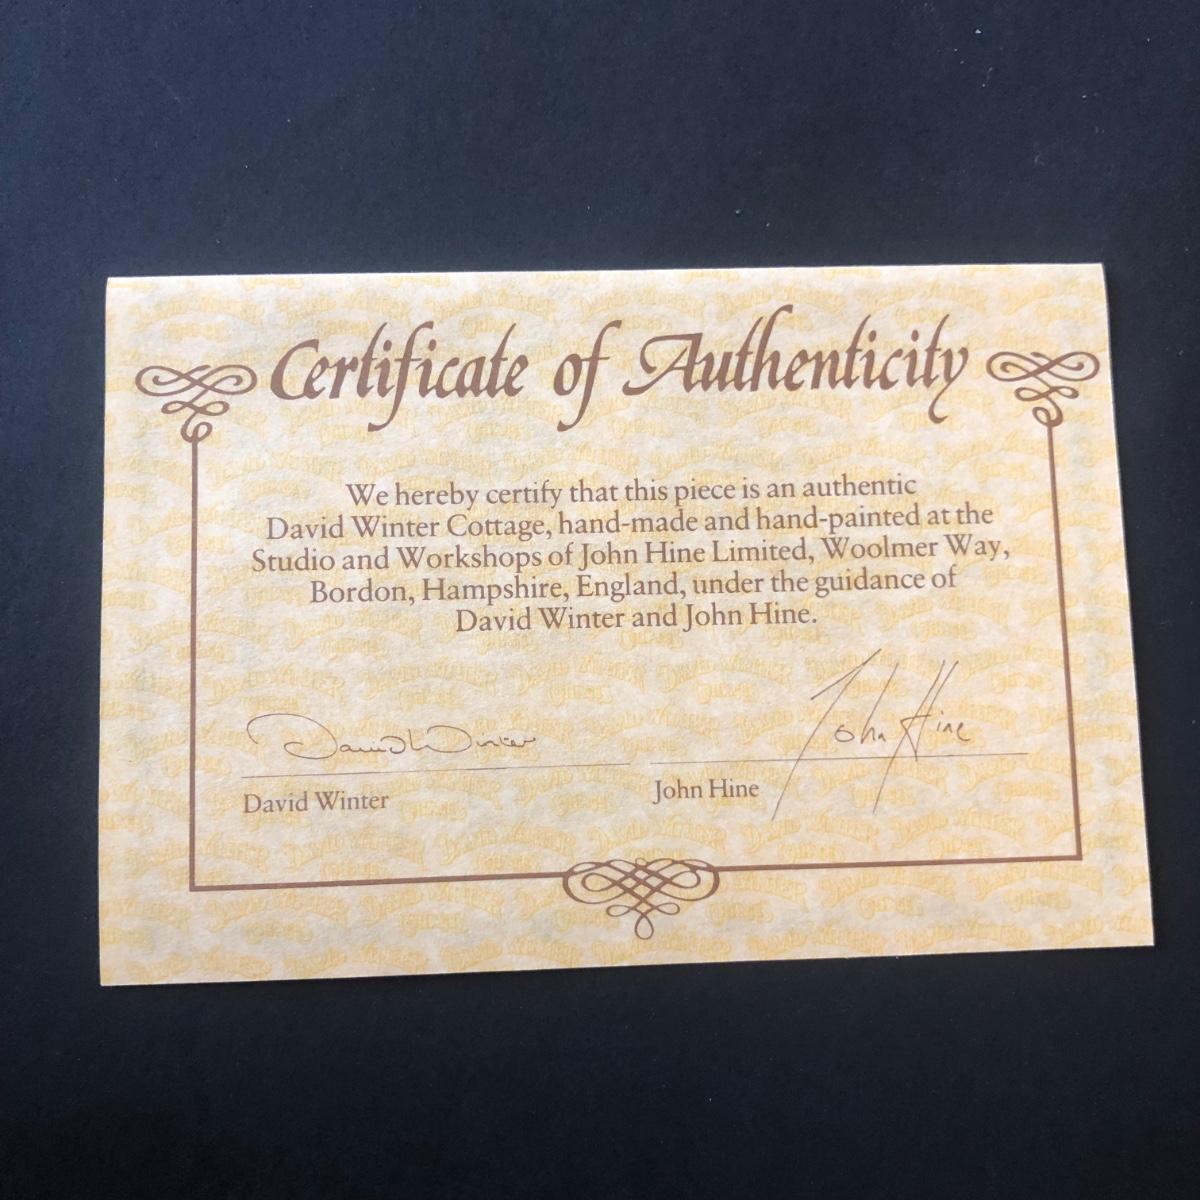 Certificate of Authenticity
We hereby certify that this piece is an authentic
David Winter Cottage, hand-made and hand-painted at the
Studio and Workshops of John Hine Limited, Woolmer Way,
Bordon, Hampshire, England, under the guidance of
David Winter and John Hine.
David Winter John Hine
David Winter John Hine